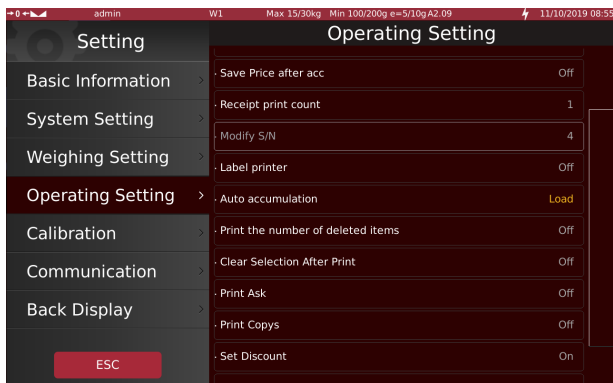 →0← admin W1 Max 15/30kg Min 100/200g e=5/10g A2.09 11/10/2019 08:55
Setting
Operating Setting
Basic Information >
System Setting >
Weighing Setting >
Operating Setting >
Calibration >
Communication >
Back Display >
ESC
· Save Price after acc Off
· Receipt print count 1
· Modify S/N 4
· Label printer Off
· Auto accumulation Load
· Print the number of deleted items Off
· Clear Selection After Print Off
· Print Ask Off
· Print Copys Off
· Set Discount On